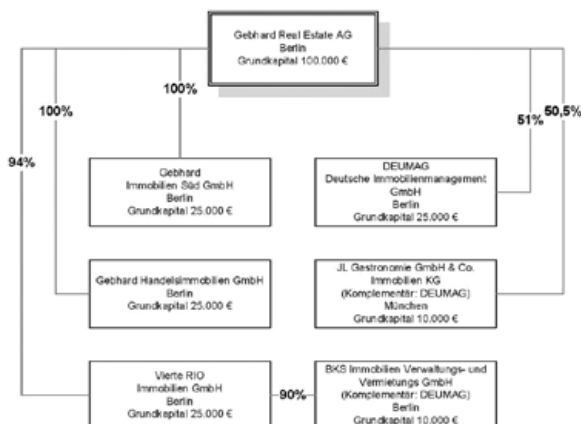 Gebhard Real Estate AG
Berlin
Grundkapital 100.000 €
100%
100%
94%
51%
50,5%
Gebhard
Immobilien Süd GmbH
Berlin
Grundkapital 25.000 €
DEUMAG
Deutsche Immobilienmanagement
GmbH
Berlin
Grundkapital 25.000 €
Gebhard Handelsimmobilien GmbH
Berlin
Grundkapital 25.000 €
JL Gastronomie GmbH & Co.
Immobilien KG
(Komplementär: DEUMAG)
München
Grundkapital 10.000 €
Vierte RIO
Immobilien GmbH
Berlin
Grundkapital 25.000 €
90%
BKS Immobilien Verwaltungs- und
Vermietungs GmbH
(Komplementär: DEUMAG)
Berlin
Grundkapital 10.000 €